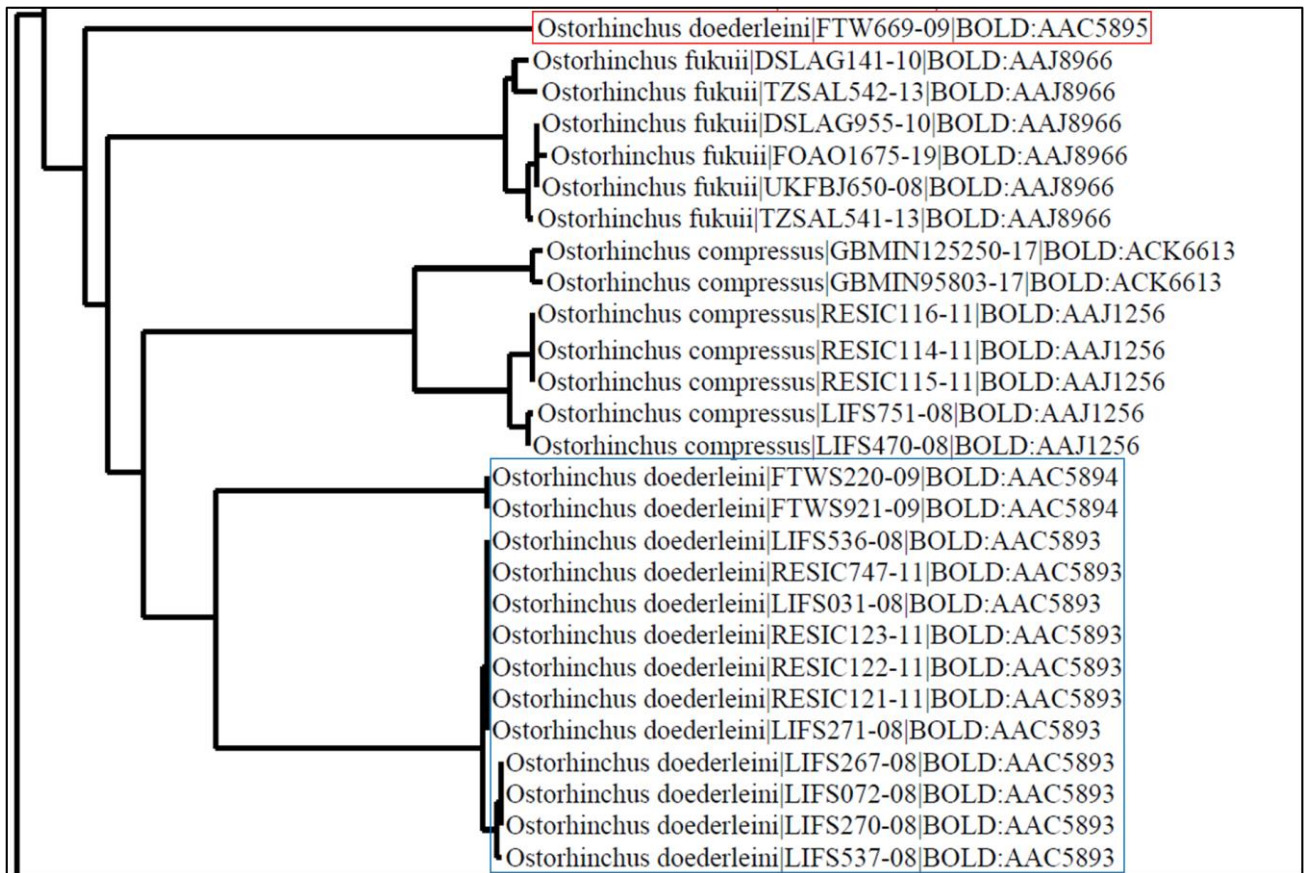 Ostorhinchus doederleini|FTW669-09|BOLD:AAC5895
Ostorhinchus fukuii|DSLAG141-10|BOLD:AAJ8966
Ostorhinchus fukuii|TZSAL542-13|BOLD:AAJ8966
Ostorhinchus fukuii|DSLAG955-10|BOLD:AAJ8966
Ostorhinchus fukuii|FOAO1675-19|BOLD:AAJ8966
Ostorhinchus fukuii|UKFBJ650-08|BOLD:AAJ8966
Ostorhinchus fukuii|TZSAL541-13|BOLD:AAJ8966
Ostorhinchus compressus|GBMIN125250-17|BOLD:ACK6613
Ostorhinchus compressus|GBMIN95803-17|BOLD:ACK6613
Ostorhinchus compressus|RESIC116-11|BOLD:AAJ1256
Ostorhinchus compressus|RESIC114-11|BOLD:AAJ1256
Ostorhinchus compressus|RESIC115-11|BOLD:AAJ1256
Ostorhinchus compressus|LIFS751-08|BOLD:AAJ1256
Ostorhinchus compressus|LIFS470-08|BOLD:AAJ1256
Ostorhinchus doederleini|FTWS220-09|BOLD:AAC5894
Ostorhinchus doederleini|FTWS921-09|BOLD:AAC5894
Ostorhinchus doederleini|LIFS536-08|BOLD:AAC5893
Ostorhinchus doederleini|RESIC747-11|BOLD:AAC5893
Ostorhinchus doederleini|LIFS031-08|BOLD:AAC5893
Ostorhinchus doederleini|RESIC123-11|BOLD:AAC5893
Ostorhinchus doederleini|RESIC122-11|BOLD:AAC5893
Ostorhinchus doederleini|RESIC121-11|BOLD:AAC5893
Ostorhinchus doederleini|LIFS271-08|BOLD:AAC5893
Ostorhinchus doederleini|LIFS267-08|BOLD:AAC5893
Ostorhinchus doederleini|LIFS072-08|BOLD:AAC5893
Ostorhinchus doederleini|LIFS270-08|BOLD:AAC5893
Ostorhinchus doederleini|LIFS537-08|BOLD:AAC5893